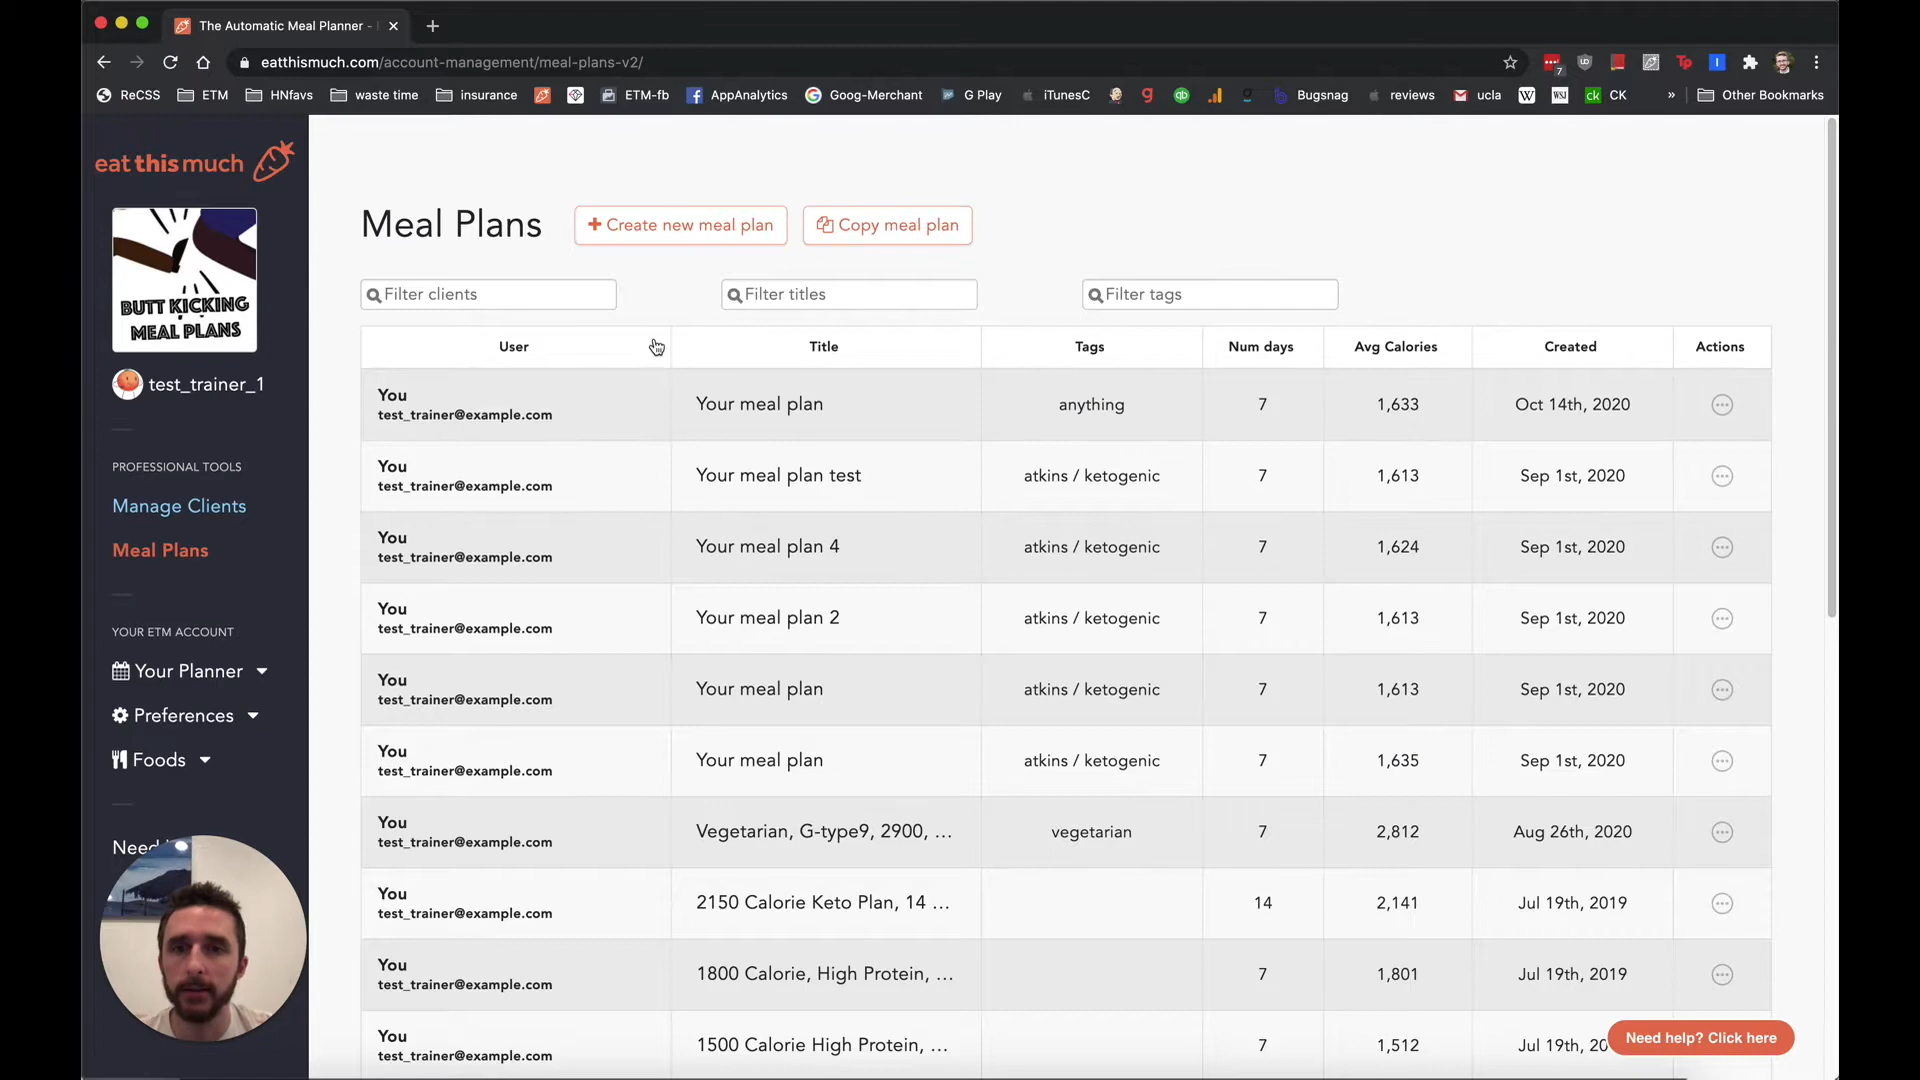 The Automatic Meal Planner -
eatthismuch.com/account-management/meal-plans-v2/
7
ReCSS ETM HNfavs waste time insurance ETM-fb AppAnalytics Goog-Merchant G Play iTunesC Bugsnag reviews ucla W WSJ ck CK » Other Bookmarks
eat this much
BUTT KICKING
MEAL PLANS
test_trainer_1
PROFESSIONAL TOOLS
Manage Clients
Meal Plans
YOUR ETM ACCOUNT
Your Planner
Preferences
Foods
Meal Plans
Create new meal plan
Copy meal plan
Filter clients
Filter titles
Filter tags
User Title Tags Num days Avg Calories Created Actions
You
test_trainer@example.com
Your meal plan anything 7 1,633 Oct 14th, 2020
You
test_trainer@example.com
Your meal plan test atkins / ketogenic 7 1,613 Sep 1st, 2020
You
test_trainer@example.com
Your meal plan 4 atkins / ketogenic 7 1,624 Sep 1st, 2020
You
test_trainer@example.com
Your meal plan 2 atkins / ketogenic 7 1,613 Sep 1st, 2020
You
test_trainer@example.com
Your meal plan atkins / ketogenic 7 1,613 Sep 1st, 2020
You
test_trainer@example.com
Your meal plan atkins / ketogenic 7 1,635 Sep 1st, 2020
You
test_trainer@example.com
Vegetarian, G-type9, 2900, ... vegetarian 7 2,812 Aug 26th, 2020
You
test_trainer@example.com
2150 Calorie Keto Plan, 14 ... 14 2,141 Jul 19th, 2019
You
test_trainer@example.com
1800 Calorie, High Protein, ... 7 1,801 Jul 19th, 2019
You
test_trainer@example.com
1500 Calorie High Protein, ... 7 1,512 Jul 19th, 20
Need help? Click here